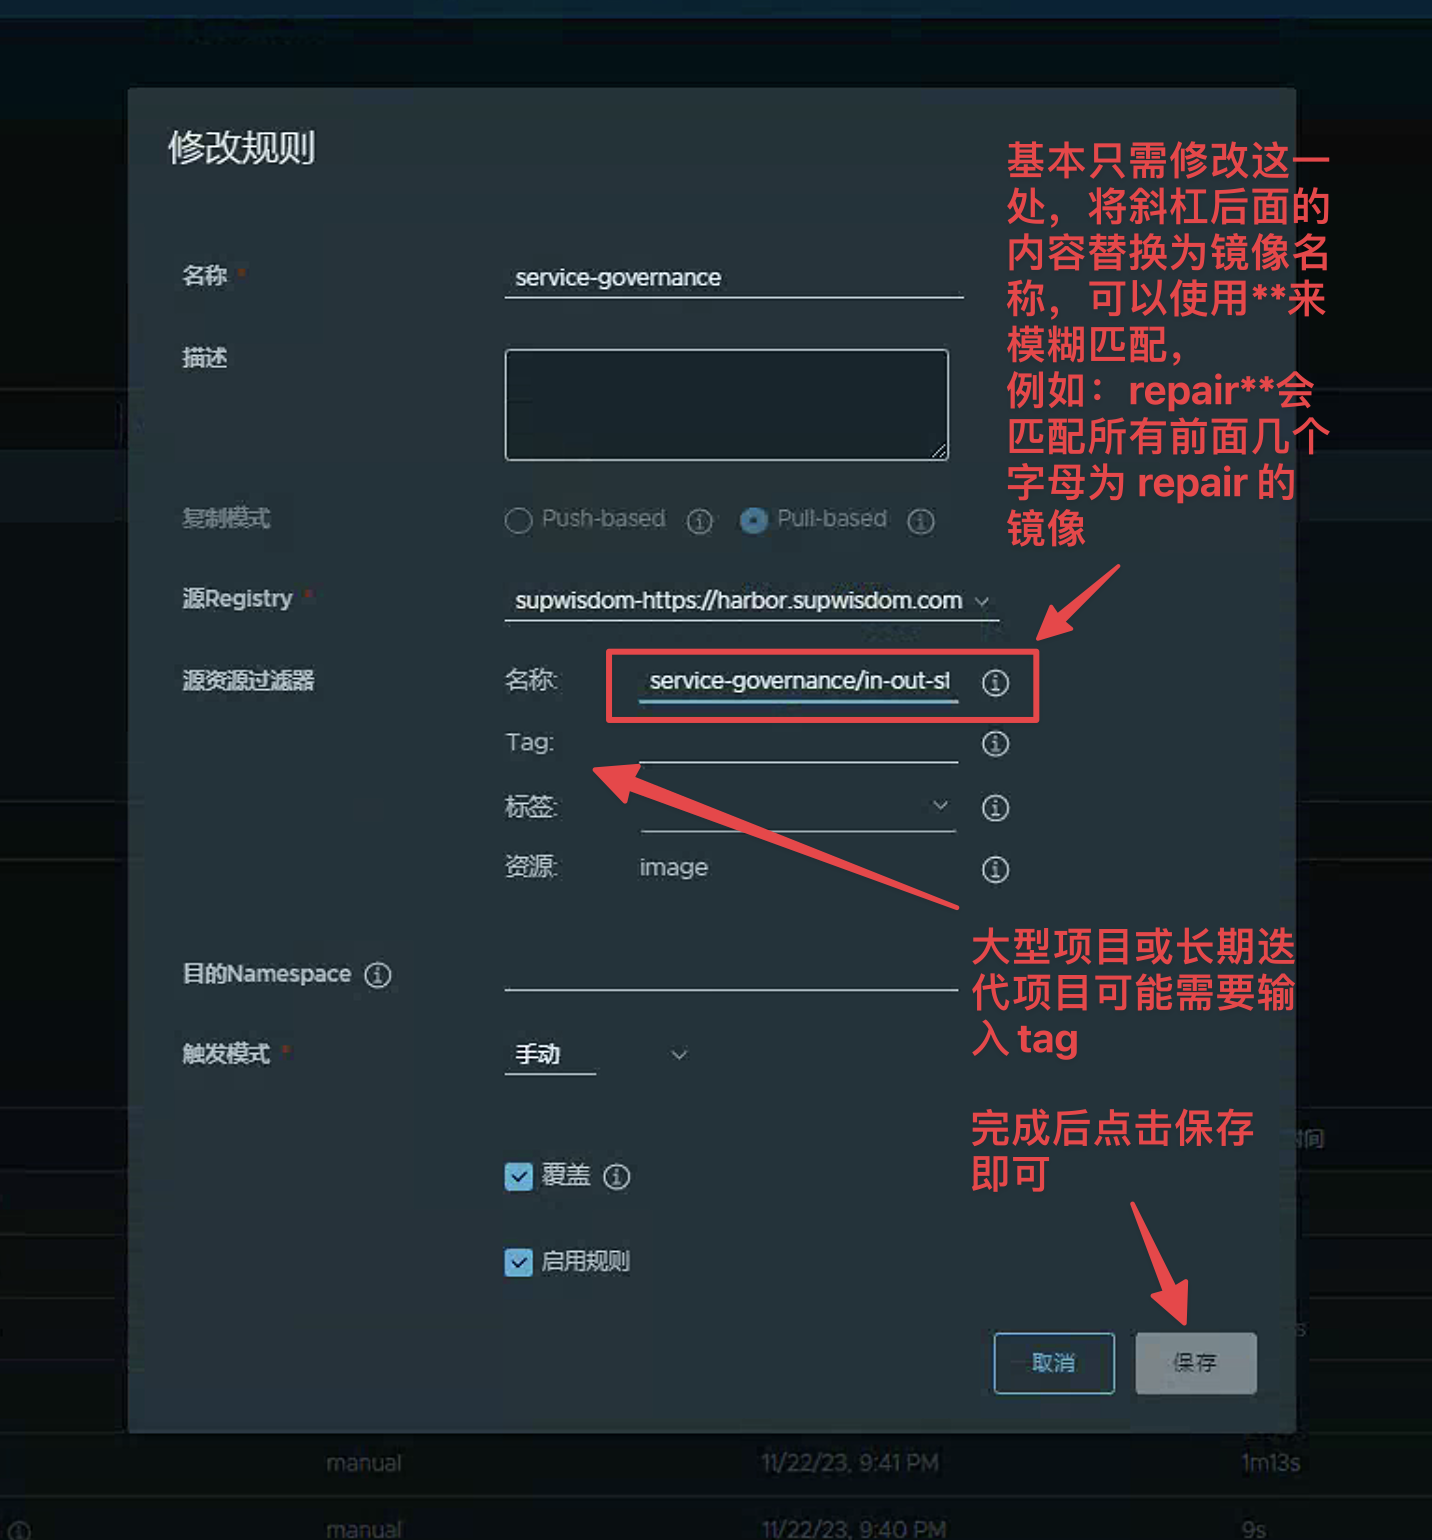 修改规则
基本只需修改这一
处，将斜杠后面的
内容替换为镜像名
称，可以使用**来
模糊匹配，
例如：repair**会
匹配所有前面几个
字母为 repair 的
镜像
名称 *
service-governance
描述
复制模式
Push-based
Pull-based
源Registry *
supwisdom-https://harbor.supwisdom.com
源资源过滤器
名称:
service-governance/in-out-st
Tag:
标签:
资源:
image
大型项目或长期迭
代项目可能需要输
入 tag
目的Namespace
触发模式 *
手动
完成后点击保存
即可
时间
覆盖
启用规则
s
取消
保存
manual
11/22/23, 9:41 PM
1m13s
manual
11/22/23, 9:40 PM
9s